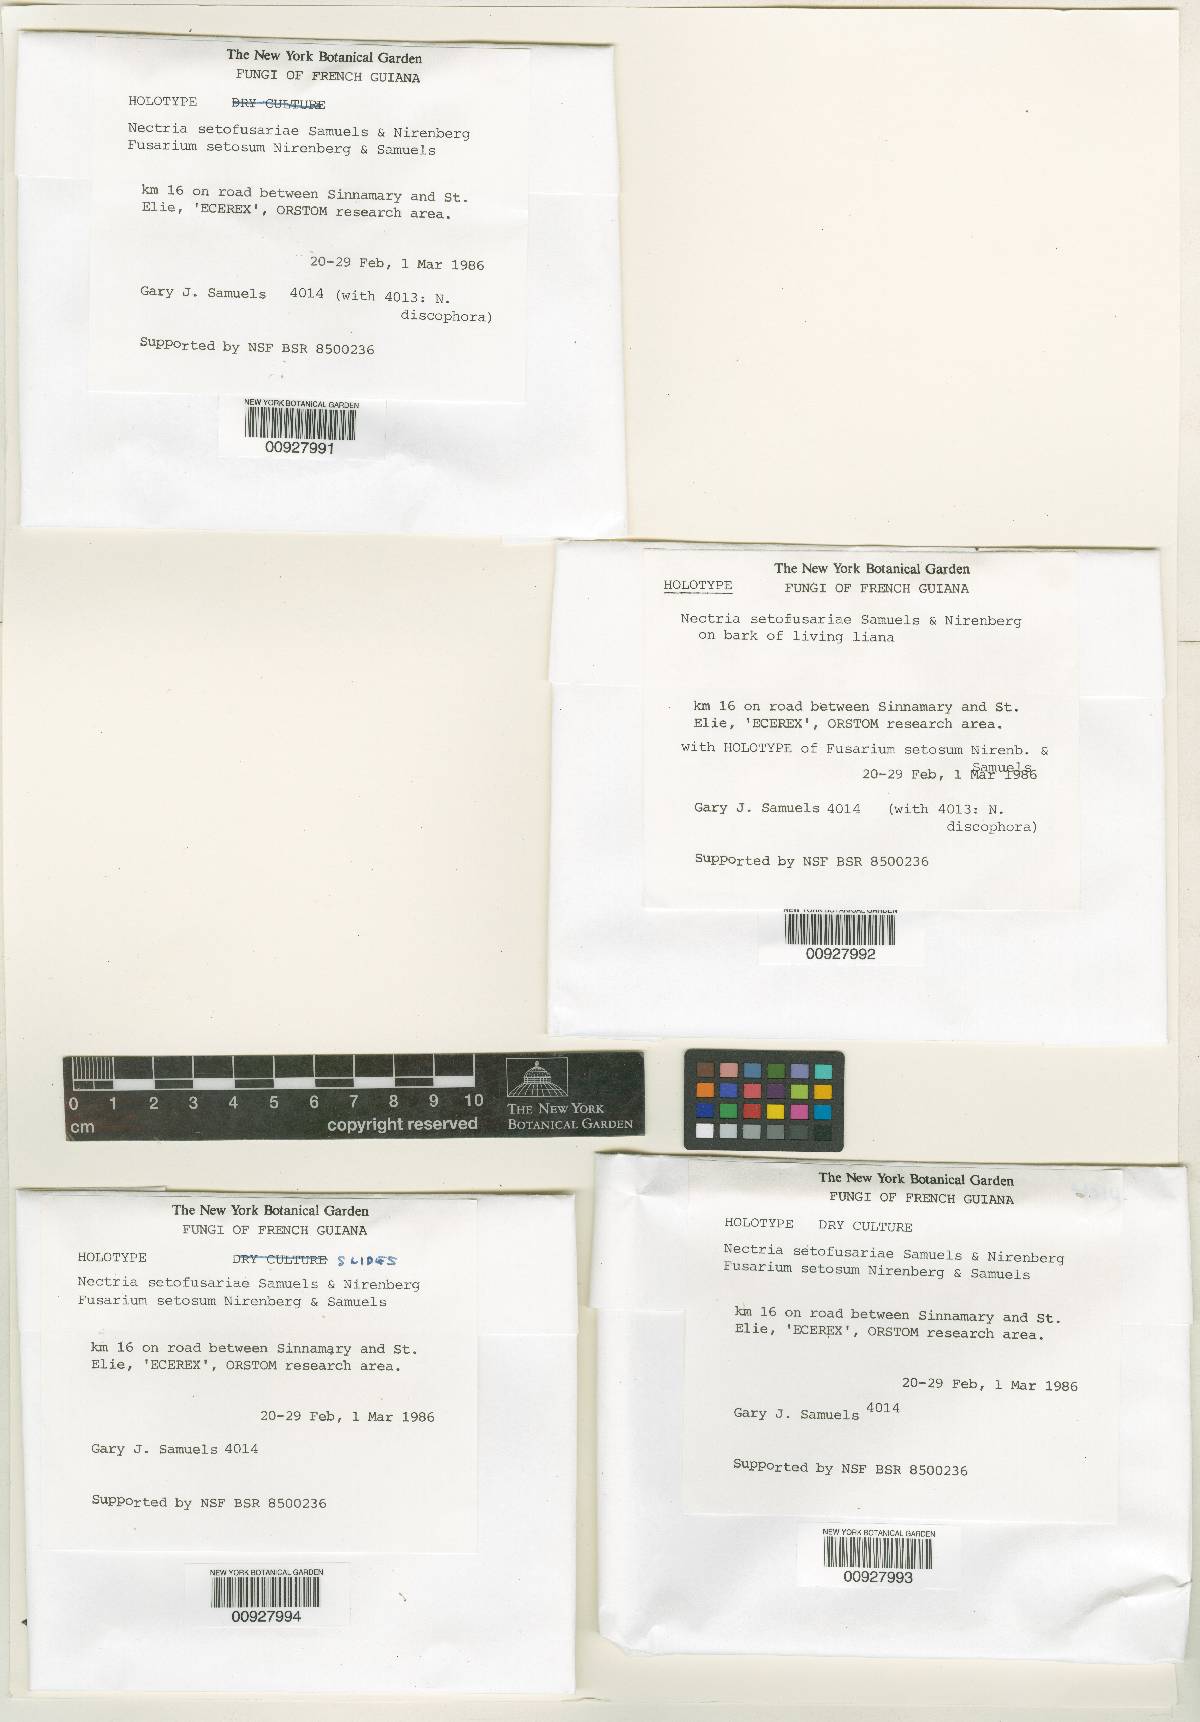 The New York Botanical Garden
FUNGI OF FRENCH GUIANA
HOLOTYPE DRY CULTURE
Nectria setofusariae Samuels & Nirenberg
Fusarium setosum Nirenberg & Samuels
km 16 on road between Sinnamary and St.
Elie, 'ECEREX', ORSTOM research area.
20-29 Feb, 1 Mar 1986
Gary J. Samuels 4014 (with 4013: N.
discophora)
Supported by NSF BSR 8500236
NEW YORK BOTANICAL GARDEN
00927991
The New York Botanical Garden
HOLOTYPE FUNGI OF FRENCH GUIANA
Nectria setofusariae Samuels & Nirenberg
on bark of living liana
km 16 on road between Sinnamary and St.
Elie, 'ECEREX', ORSTOM research area.
with HOLOTYPE of Fusarium setosum Nirenb. &
Samuels
20-29 Feb, 1 Mar 1986
Gary J. Samuels 4014 (with 4013: N.
discophora)
Supported by NSF BSR 8500236
NEW YORK BOTANICAL GARDEN
00927992
0 1 2 3 4 5 6 7 8 9 10
cm copyright reserved
THE NEW YORK
BOTANICAL GARDEN
The New York Botanical Garden
FUNGI OF FRENCH GUIANA
HOLOTYPE DRY CULTURE SLIDES
Nectria setofusariae Samuels & Nirenberg
Fusarium setosum Nirenberg & Samuels
km 16 on road between Sinnamary and St.
Elie, 'ECEREX', ORSTOM research area.
20-29 Feb, 1 Mar 1986
Gary J. Samuels 4014
Supported by NSF BSR 8500236
NEW YORK BOTANICAL GARDEN
00927994
The New York Botanical Garden
FUNGI OF FRENCH GUIANA
HOLOTYPE DRY CULTURE
Nectria setofusariae Samuels & Nirenberg
Fusarium setosum Nirenberg & Samuels
km 16 on road between Sinnamary and St.
Elie, 'ECEREX', ORSTOM research area.
20-29 Feb, 1 Mar 1986
Gary J. Samuels 4014
Supported by NSF BSR 8500236
NEW YORK BOTANICAL GARDEN
00927993